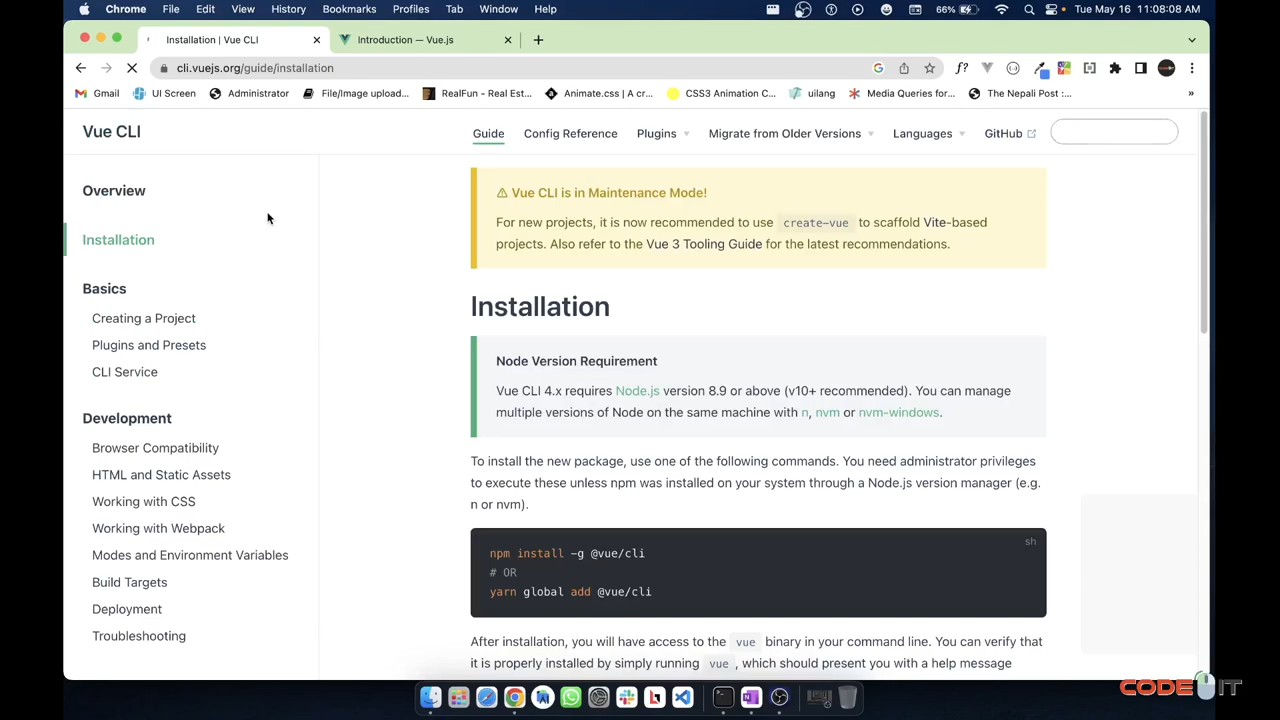 Chrome File Edit View History Bookmarks Profiles Tab Window Help 66% Tue May 16 11:08:08 AM
Installation | Vue CLI Introduction — Vue.js
cli.vuejs.org/guide/installation
Gmail UI Screen Administrator File/Image upload... RealFun - Real Est... Animate.css | A cr... CSS3 Animation C... uilang Media Queries for... The Nepali Post :... »
Vue CLI
Guide Config Reference Plugins Migrate from Older Versions Languages GitHub
Overview
Installation
Basics
Creating a Project
Plugins and Presets
CLI Service
Development
Browser Compatibility
HTML and Static Assets
Working with CSS
Working with Webpack
Modes and Environment Variables
Build Targets
Deployment
Troubleshooting
⚠ Vue CLI is in Maintenance Mode!
For new projects, it is now recommended to use create-vue to scaffold Vite-based
projects. Also refer to the Vue 3 Tooling Guide for the latest recommendations.
Installation
Node Version Requirement
Vue CLI 4.x requires Node.js version 8.9 or above (v10+ recommended). You can manage
multiple versions of Node on the same machine with n, nvm or nvm-windows.
To install the new package, use one of the following commands. You need administrator privileges
to execute these unless npm was installed on your system through a Node.js version manager (e.g.
n or nvm).
sh
npm install -g @vue/cli
# OR
yarn global add @vue/cli
After installation, you will have access to the vue binary in your command line. You can verify that
it is properly installed by simply running vue, which should present you with a help message
CODE IT